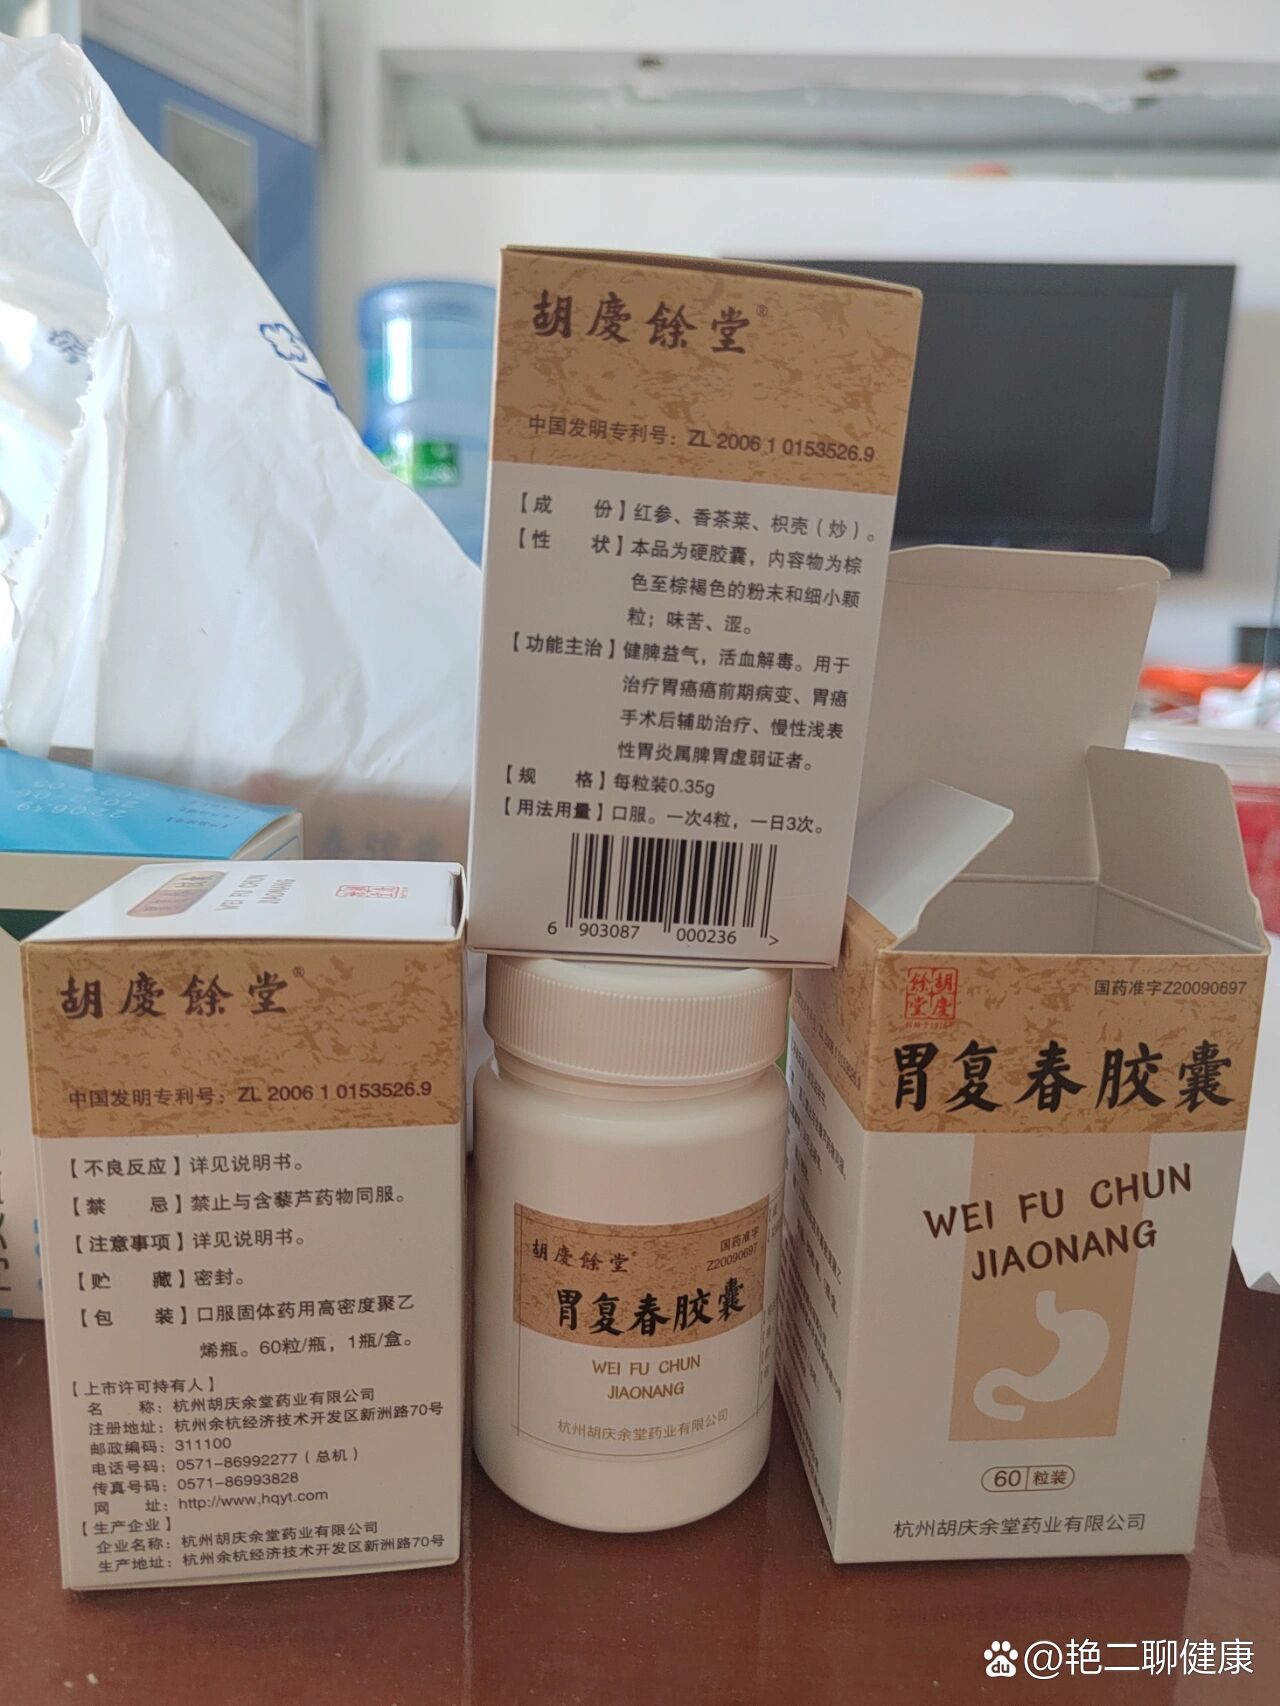 胡慶餘堂®
中国发明专利号：ZL 2006 1 0153526.9
【成 份】红参、香茶菜、枳壳（炒）。
【性 状】本品为硬胶囊，内容物为棕
色至棕褐色的粉末和细小颗
粒；味苦、涩。
【功能主治】健脾益气，活血解毒。用于
治疗胃癌癌前期病变、胃癌
手术后辅助治疗、慢性浅表
性胃炎属脾胃虚弱证者。
【规 格】每粒装0.35g
【用法用量】口服。一次4粒，一日3次。
6 903087 000236 >
WEI FU CHUN
JIAONANG
胡慶餘堂®
中国发明专利号：ZL 2006 1 0153526.9
【不良反应】详见说明书。
【禁 忌】禁止与含藜芦药物同服。
【注意事项】详见说明书。
【贮 藏】密封。
【包 装】口服固体药用高密度聚乙
烯瓶。60粒/瓶，1瓶/盒。
【上市许可持有人】
名 称：杭州胡庆余堂药业有限公司
注册地址：杭州余杭经济技术开发区新洲路70号
邮政编码：311100
电话号码：0571-86992277（总机）
传真号码：0571-86993828
网 址：http://www.hqyt.com
【生产企业】
企业名称：杭州胡庆余堂药业有限公司
生产地址：杭州余杭经济技术开发区新洲路70号
胡慶餘堂®
国药准字
Z20090697
胃复春胶囊
WEI FU CHUN
JIAONANG
杭州胡庆余堂药业有限公司
胡慶餘堂
国药准字Z20090697
胃复春胶囊
WEI FU CHUN
JIAONANG
60 粒装
杭州胡庆余堂药业有限公司
du @艳二聊健康